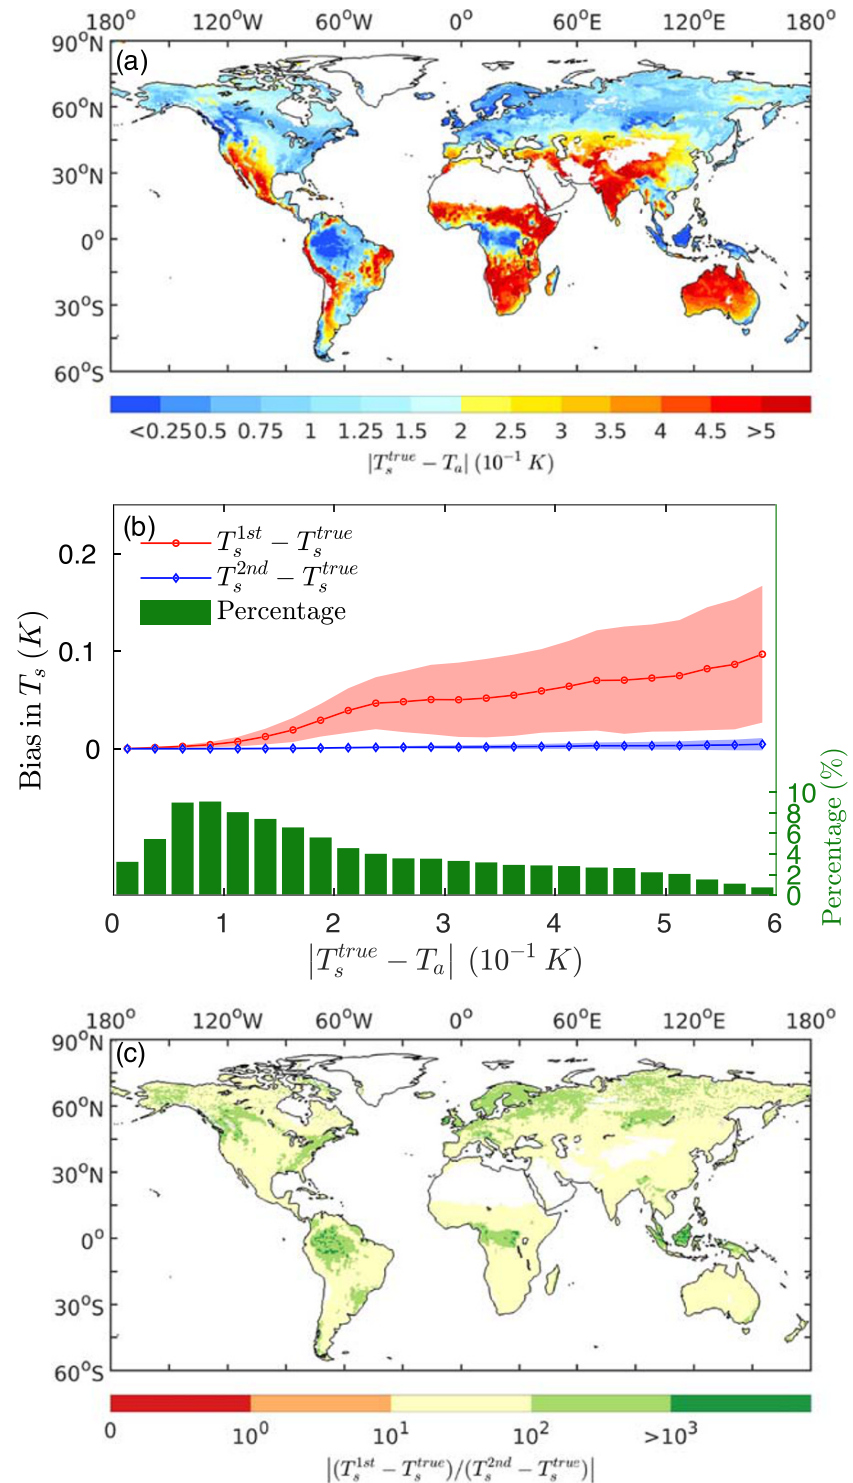 180° 120°W 60°W 0° 60°E 120°E 180°
90°N
(a)
60°N
30°N
0°
30°S
60°S
<0.25 0.5 0.75 1 1.25 1.5 2 2.5 3 3.5 4 4.5 >5
|T_s^{true} − T_a| (10^{−1} K)
(b)
T_s^{1st} − T_s^{true}
T_s^{2nd} − T_s^{true}
Percentage
0.2
0.1
0
Bias in T_s (K)
10
8
6
4
2
0
Percentage (%)
0 1 2 3 4 5 6
|T_s^{true} − T_a| (10^{−1} K)
180° 120°W 60°W 0° 60°E 120°E 180°
90°N
(c)
60°N
30°N
0°
30°S
60°S
0 10^0 10^1 10^2 >10^3
|(T_s^{1st} − T_s^{true})/(T_s^{2nd} − T_s^{true})|